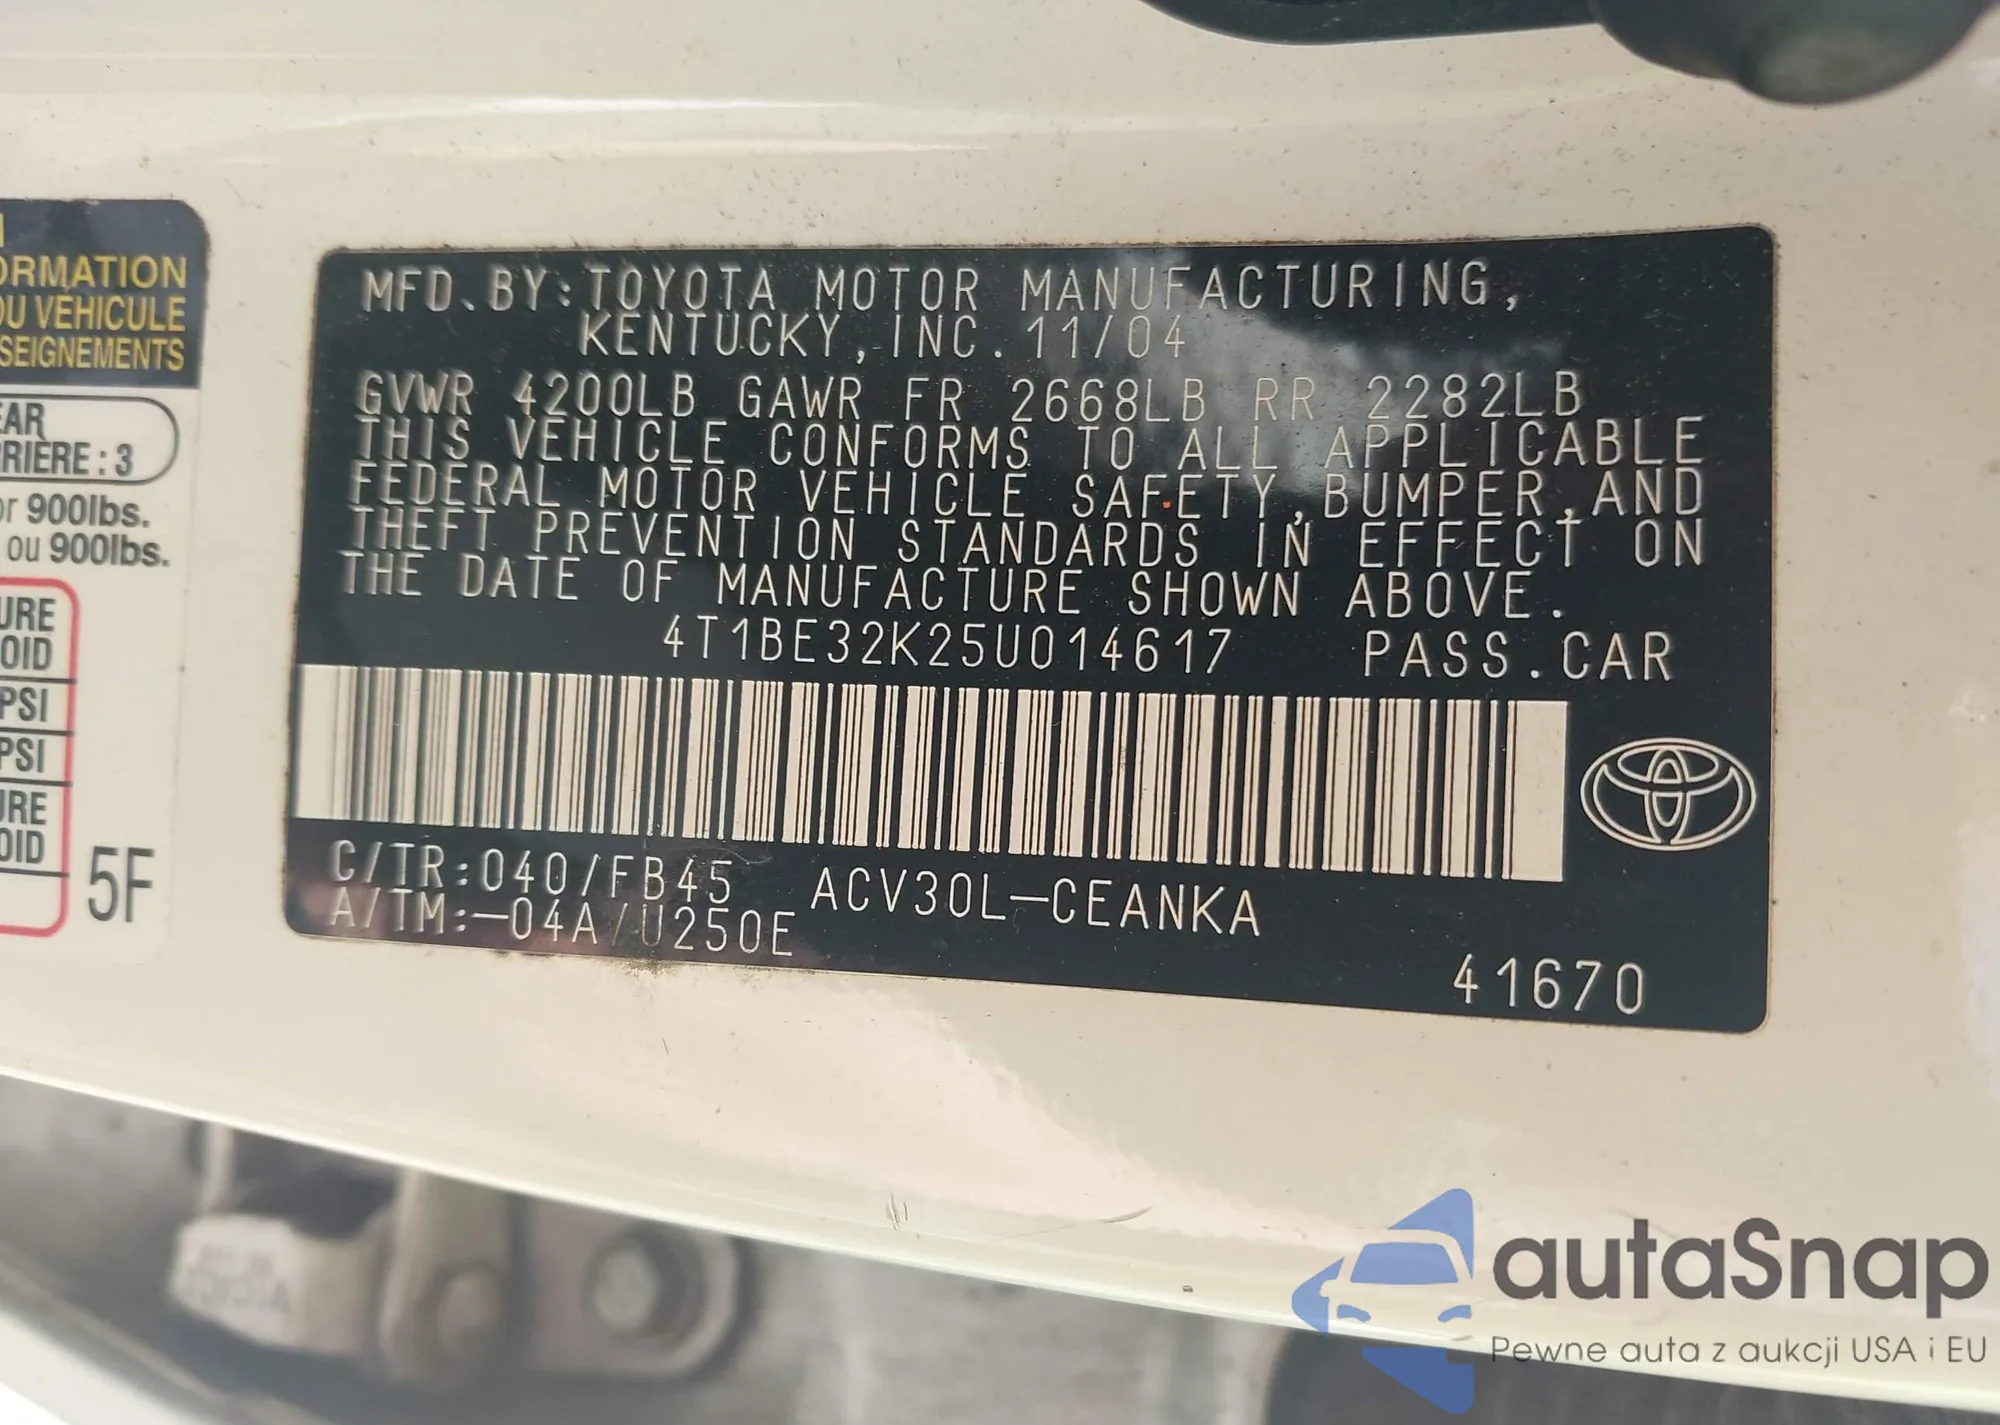 ORMATION
DU VÉHICULE
SEIGNEMENTS
EAR
RRIÈRE : 3
or 900lbs.
ou 900lbs.
URE
OID
PSI
PSI
URE
OID
5F
MFD. BY: TOYOTA MOTOR MANUFACTURING,
KENTUCKY, INC. 11/04
GVWR 4200LB GAWR FR 2668LB RR 2282LB
THIS VEHICLE CONFORMS TO ALL APPLICABLE
FEDERAL MOTOR VEHICLE SAFETY, BUMPER, AND
THEFT PREVENTION STANDARDS IN EFFECT ON
THE DATE OF MANUFACTURE SHOWN ABOVE.
4T1BE32K25U014617 PASS. CAR
C/TR: 040/FB45 ACV30L-CEANKA
A/TM: -04A/U250E
41670
autaSnap
Pewne auta z aukcji USA i EU